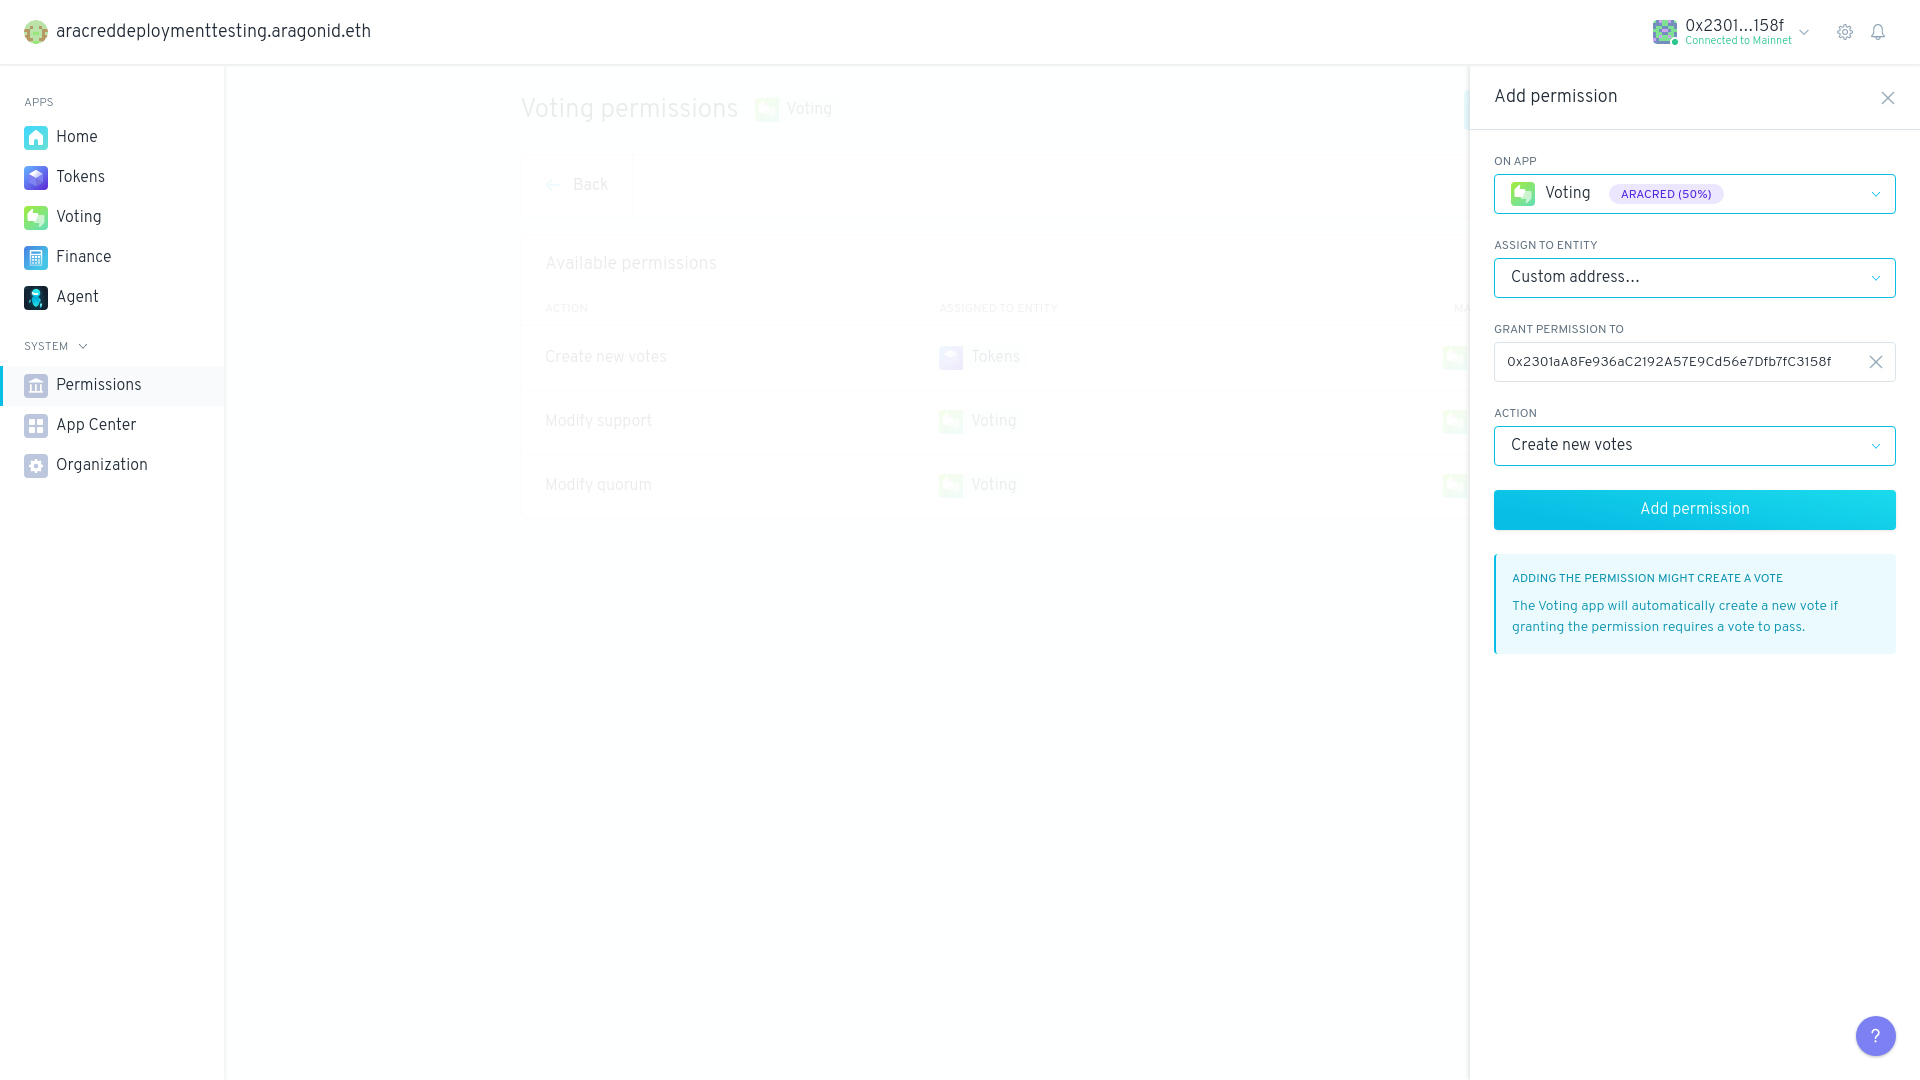 aracreddeploymenttesting.aragonid.eth
0x2301...158f
Connected to Mainnet
APPS
Home
Tokens
Voting
Finance
Agent
SYSTEM
Permissions
App Center
Organization
Voting permissions
Voting
Back
Available permissions
ACTION
ASSIGNED TO ENTITY
MA
Create new votes
Tokens
Modify support
Voting
Modify quorum
Voting
Add permission
ON APP
Voting
ARACRED (50%)
ASSIGN TO ENTITY
Custom address...
GRANT PERMISSION TO
0x2301aA8Fe936aC2192A57E9Cd56e7Dfb7fC3158f
ACTION
Create new votes
Add permission
ADDING THE PERMISSION MIGHT CREATE A VOTE
The Voting app will automatically create a new vote if
granting the permission requires a vote to pass.
?